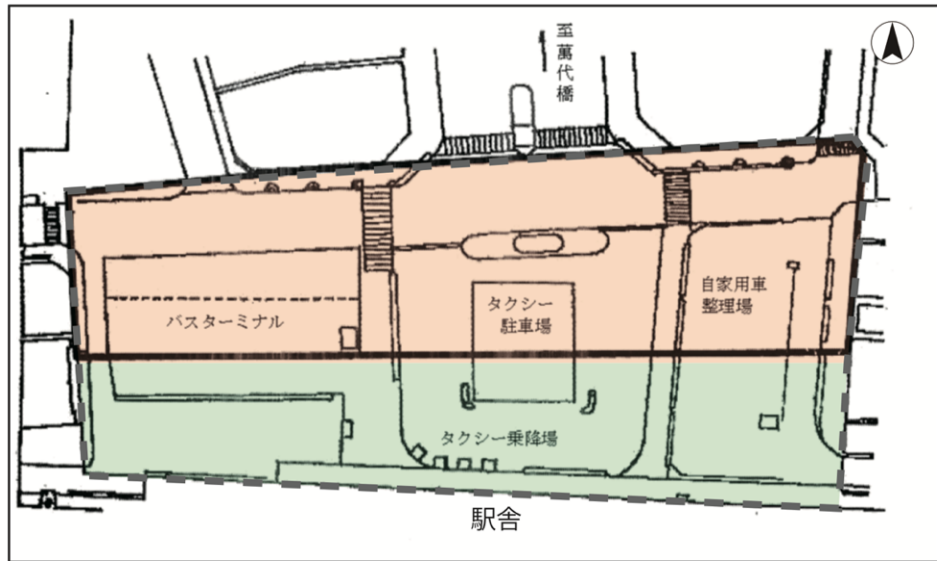 至萬代橋
バスターミナル
タクシー
駐車場
自家用車
整理場
タクシー乗降場
駅舎